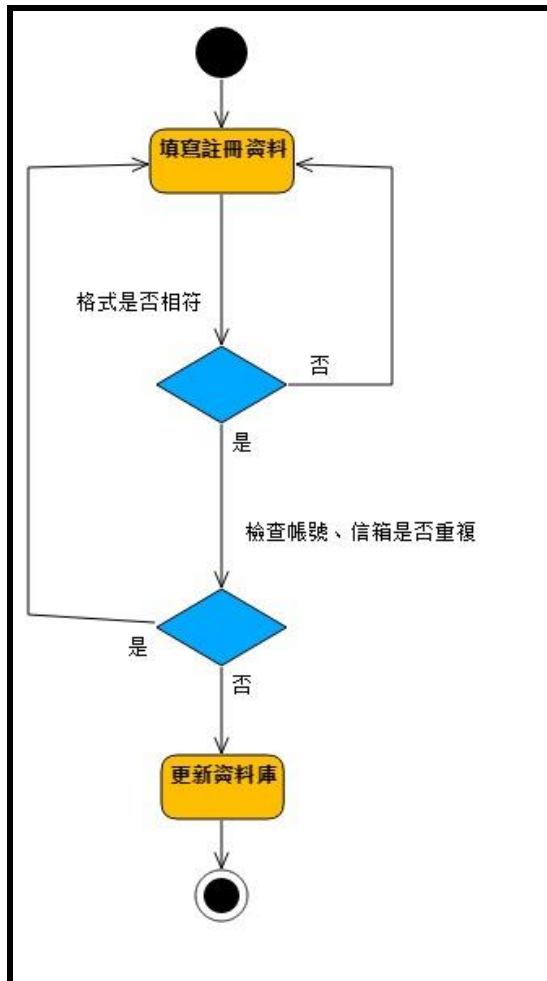 填寫註冊資料
格式是否相符
否
是
檢查帳號、信箱是否重複
是
否
更新資料庫